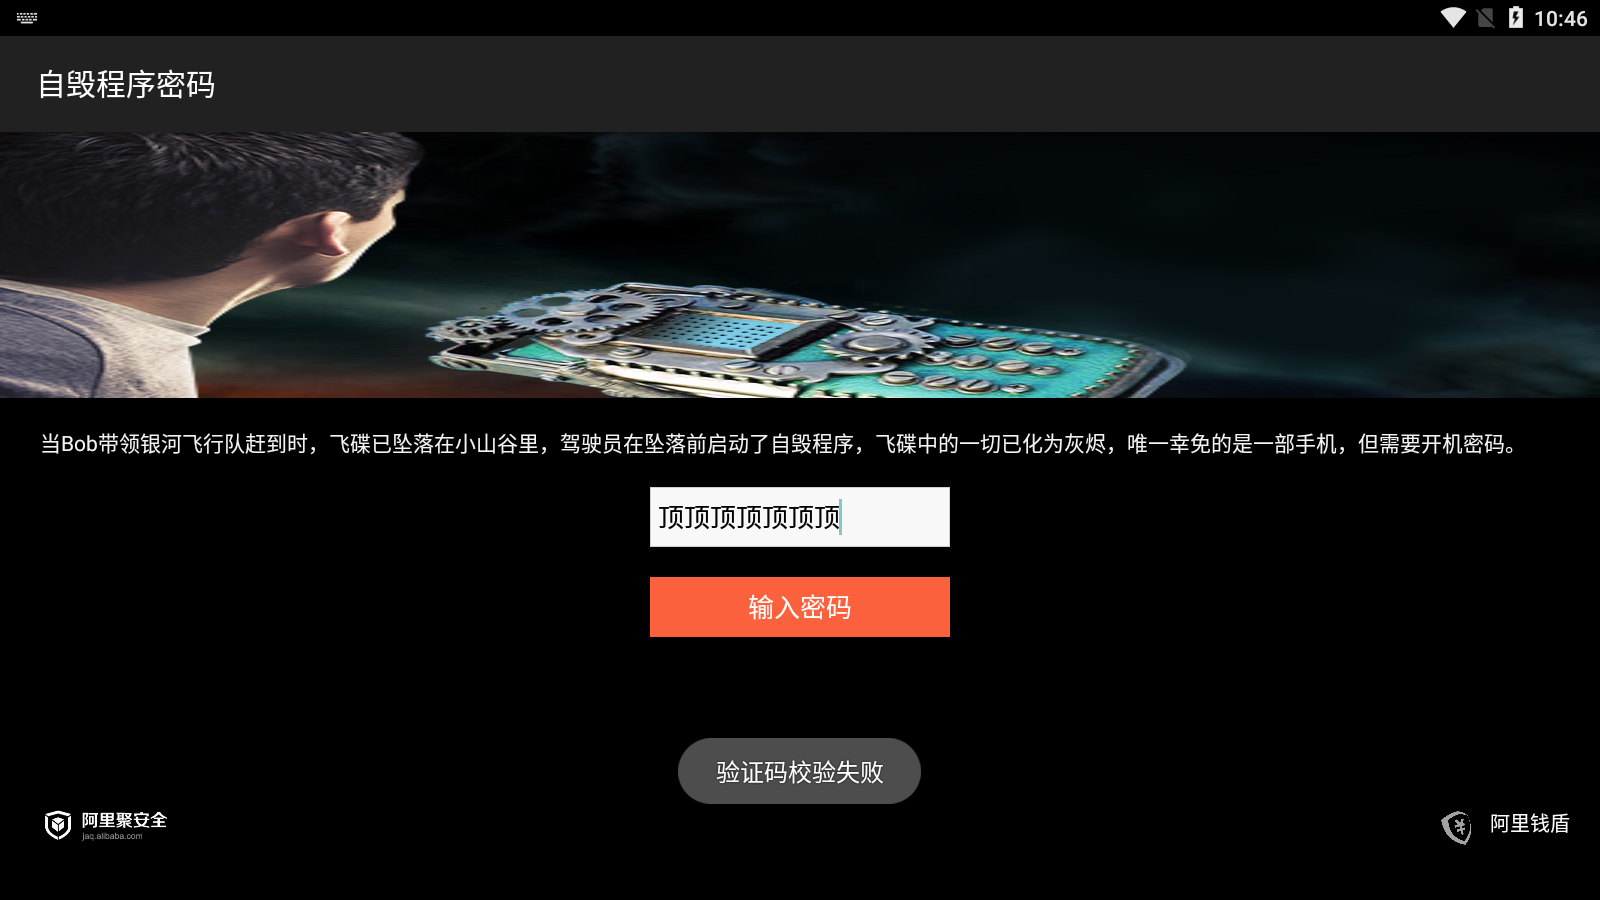 10:46
自毁程序密码
当Bob带领银河飞行队赶到时，飞碟已坠落在小山谷里，驾驶员在坠落前启动了自毁程序，飞碟中的一切已化为灰烬，唯一幸免的是一部手机，但需要开机密码。
顶顶顶顶顶顶顶
输入密码
验证码校验失败
阿里聚安全
jaq.alibaba.com
阿里钱盾